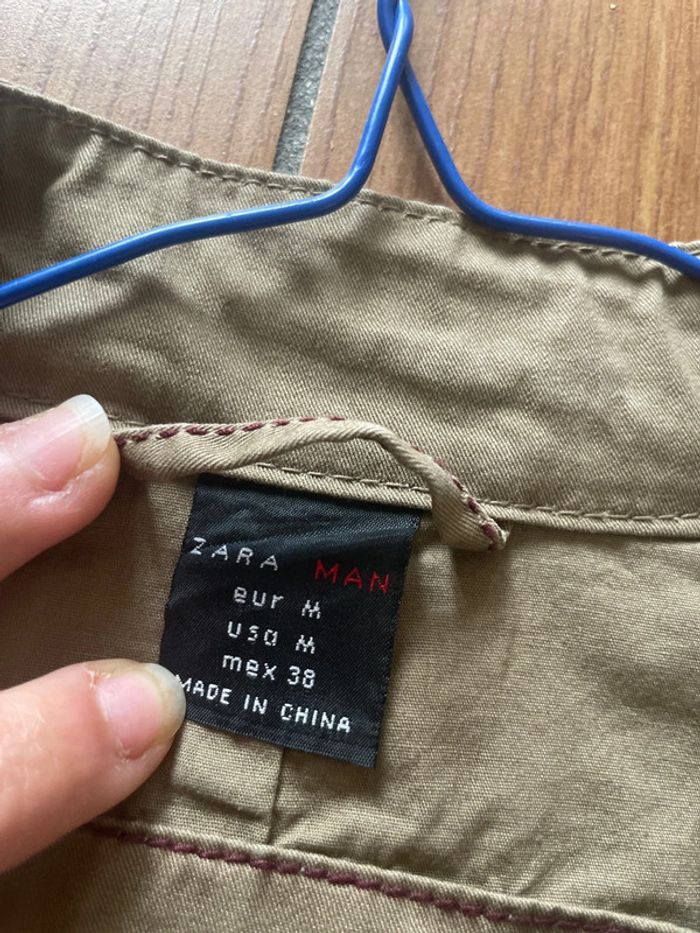 ZARA MAN
eur M
usa M
mex 38
MADE IN CHINA